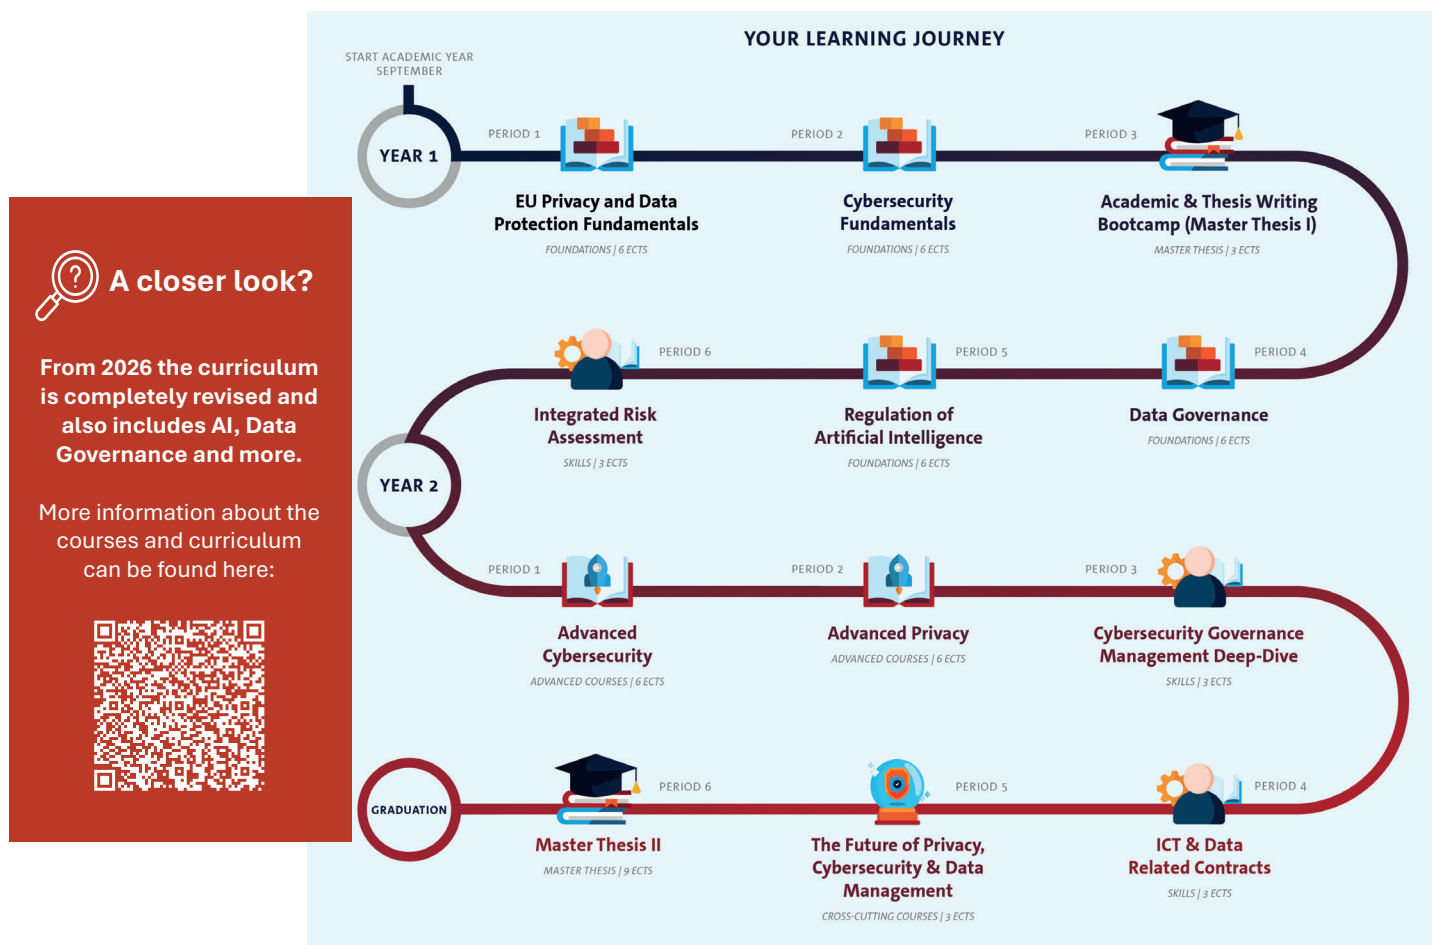 YOUR LEARNING JOURNEY
START ACADEMIC YEAR
SEPTEMBER
YEAR 1
PERIOD 1
EU Privacy and Data
Protection Fundamentals
FOUNDATIONS | 6 ECTS
PERIOD 2
Cybersecurity
Fundamentals
FOUNDATIONS | 6 ECTS
PERIOD 3
Academic & Thesis Writing
Bootcamp (Master Thesis I)
MASTER THESIS | 3 ECTS
PERIOD 4
Data Governance
FOUNDATIONS | 6 ECTS
PERIOD 5
Regulation of
Artificial Intelligence
FOUNDATIONS | 6 ECTS
PERIOD 6
Integrated Risk
Assessment
SKILLS | 3 ECTS
YEAR 2
PERIOD 1
Advanced
Cybersecurity
ADVANCED COURSES | 6 ECTS
PERIOD 2
Advanced Privacy
ADVANCED COURSES | 6 ECTS
PERIOD 3
Cybersecurity Governance
Management Deep-Dive
SKILLS | 3 ECTS
PERIOD 4
ICT & Data
Related Contracts
SKILLS | 3 ECTS
PERIOD 5
The Future of Privacy,
Cybersecurity & Data
Management
CROSS-CUTTING COURSES | 3 ECTS
PERIOD 6
Master Thesis II
MASTER THESIS | 9 ECTS
GRADUATION
?
A closer look?
From 2026 the curriculum
is completely revised and
also includes AI, Data
Governance and more.
More information about the
courses and curriculum
can be found here: